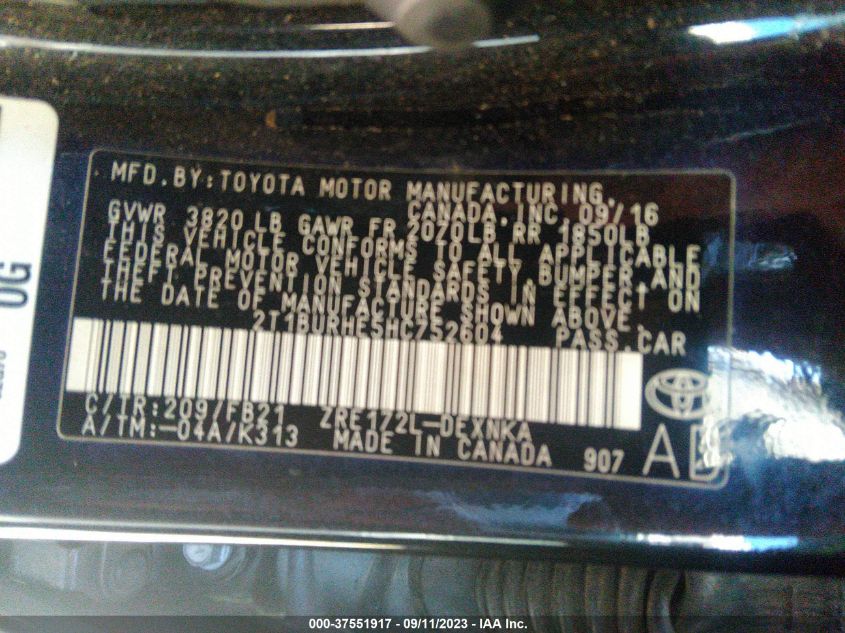 0G
MFD.BY:TOYOTA MOTOR MANUFACTURING,
CANADA,INC. 09/16
GVWR 3820 LB GAWR FR 2020LB RR 1850LB
THIS VEHICLE CONFORMS TO ALL APPLICABLE
FEDERAL MOTOR VEHICLE SAFETY, BUMPER AND
THEFT PREVENTION STANDARDS IN EFFECT ON
THE DATE OF MANUFACTURE SHOWN ABOVE.
2T1BURHE5HC752604 PASS.CAR
C/TR:209/FB21 ZRE172L-DEXNKA
A/TM:-04A/K313 MADE IN CANADA 907
000-37551917 - 09/11/2023 - IAA Inc.